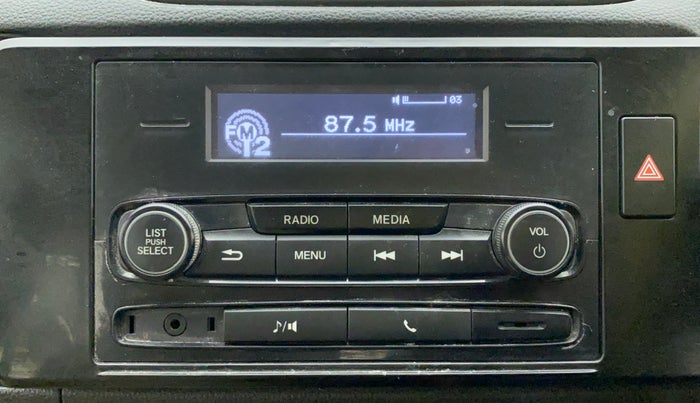 03
FM
12
87.5 MHz
RADIO
MEDIA
LIST
PUSH
SELECT
MENU
VOL